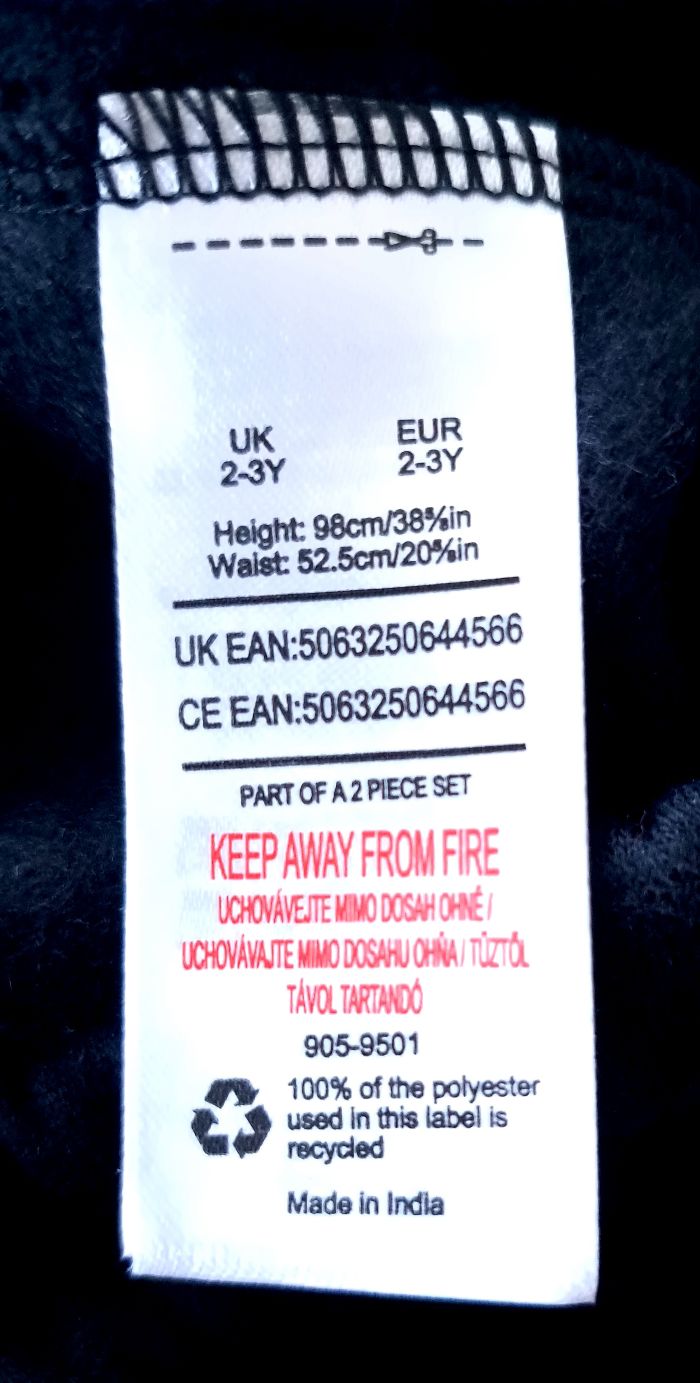 UK EUR
2-3Y 2-3Y
Height: 98cm/38⅝in
Waist: 52.5cm/20⅝in
UK EAN:5063250644566
CE EAN:5063250644566
PART OF A 2 PIECE SET
KEEP AWAY FROM FIRE
UCHOVÁVEJTE MIMO DOSAH OHNĚ /
UCHOVÁVAJTE MIMO DOSAHU OHŇA / TŰZTŐL
TÁVOL TARTANDÓ
905-9501
100% of the polyester
used in this label is
recycled
Made in India